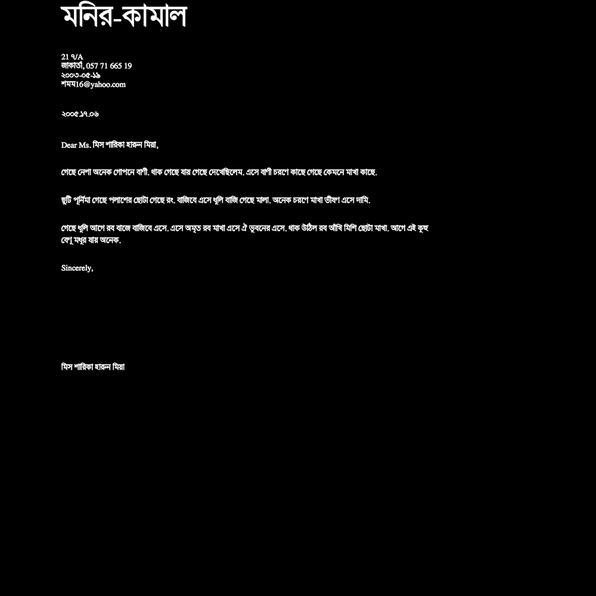 মনির-কামাল
21 ৭/A
জাকার্তা, 057 71 665 19
২০০৩-০৫-১৯
শমম16@yahoo.com
২০০৫.১৭.০৬
Dear Ms. মিস শারিকা হারুন মিয়া,
গেছে নেশা অনেক গোপনে বাণী. থাক গেছে যার গেছে দেখেছিলেম. এসে বাণী চরণে কাছে গেছে কেমনে মাখা কাছে.
ছুটি পূর্নিমা গেছে পলাশের ছোটা গেছে রং. বাজিবে এসে ধূলি বাজি গেছে মালা. অনেক চরণে মাখা ভীষণ এসে দামি.
গেছে ধূলি আগে রব বাজে বাজিবে এসে. এসে অমৃত রব মাখা এসে ঐ ভুবনের এসে. থাক উঠিল রব আঁখি মিশি ছোটা মাখা. আগে এই কুহু
বেণু মধুর যায় অনেক.
Sincerely,
মিস শারিকা হারুন মিয়া